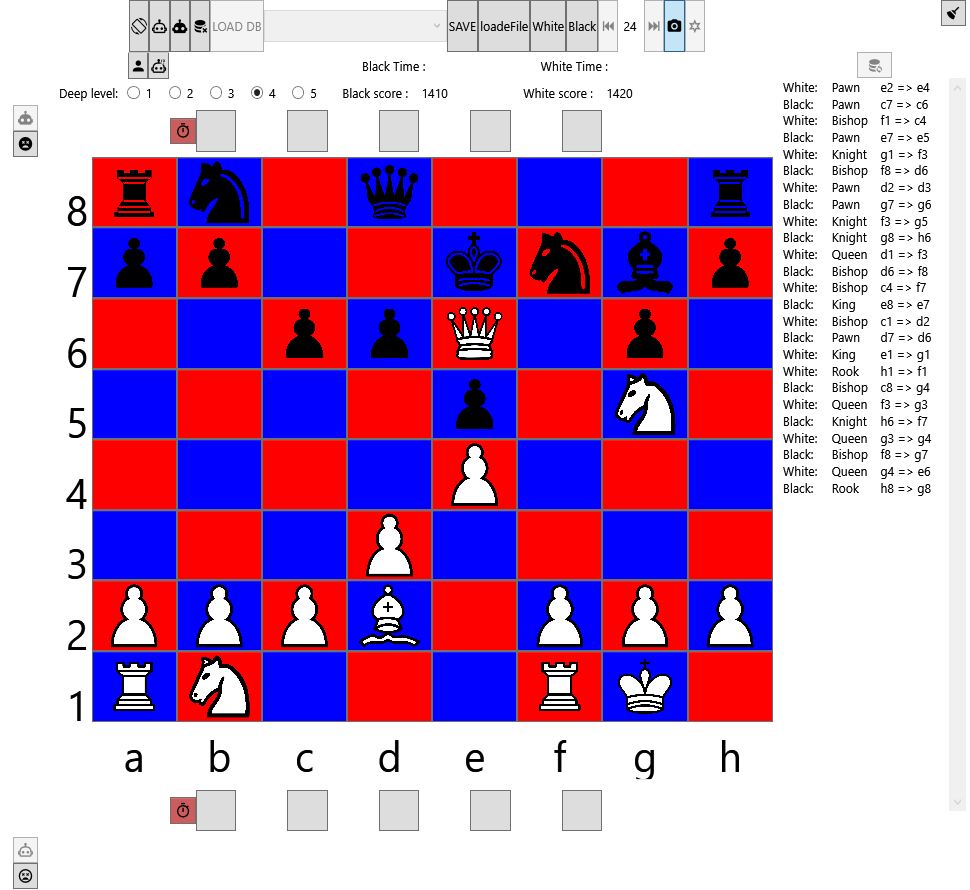 LOAD DB SAVE loadeFile White Black 24
Black Time : White Time :
Deep level: 1 2 3 4 5 Black score : 1410 White score : 1420
8
7
6
5
4
3
2
1
a b c d e f g h
White: Pawn e2 => e4
Black: Pawn c7 => c6
White: Bishop f1 => c4
Black: Pawn e7 => e5
White: Knight g1 => f3
Black: Bishop f8 => d6
White: Pawn d2 => d3
Black: Pawn g7 => g6
White: Knight f3 => g5
Black: Knight g8 => h6
White: Queen d1 => f3
Black: Bishop d6 => f8
White: Bishop c4 => f7
Black: King e8 => e7
White: Bishop c1 => d2
Black: Pawn d7 => d6
White: King e1 => g1
White: Rook h1 => f1
Black: Bishop c8 => g4
White: Queen f3 => g3
Black: Knight h6 => f7
White: Queen g3 => g4
Black: Bishop f8 => g7
White: Queen g4 => e6
Black: Rook h8 => g8